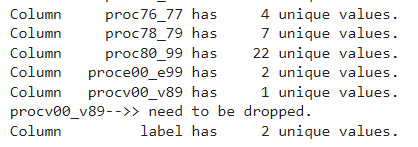 Column    proc76_77 has    4 unique values.
Column    proc78_79 has    7 unique values.
Column    proc80_99 has   22 unique values.
Column  proce00_e99 has    2 unique values.
Column  procv00_v89 has    1 unique values.
procv00_v89-->> need to be dropped.
Column        label has    2 unique values.